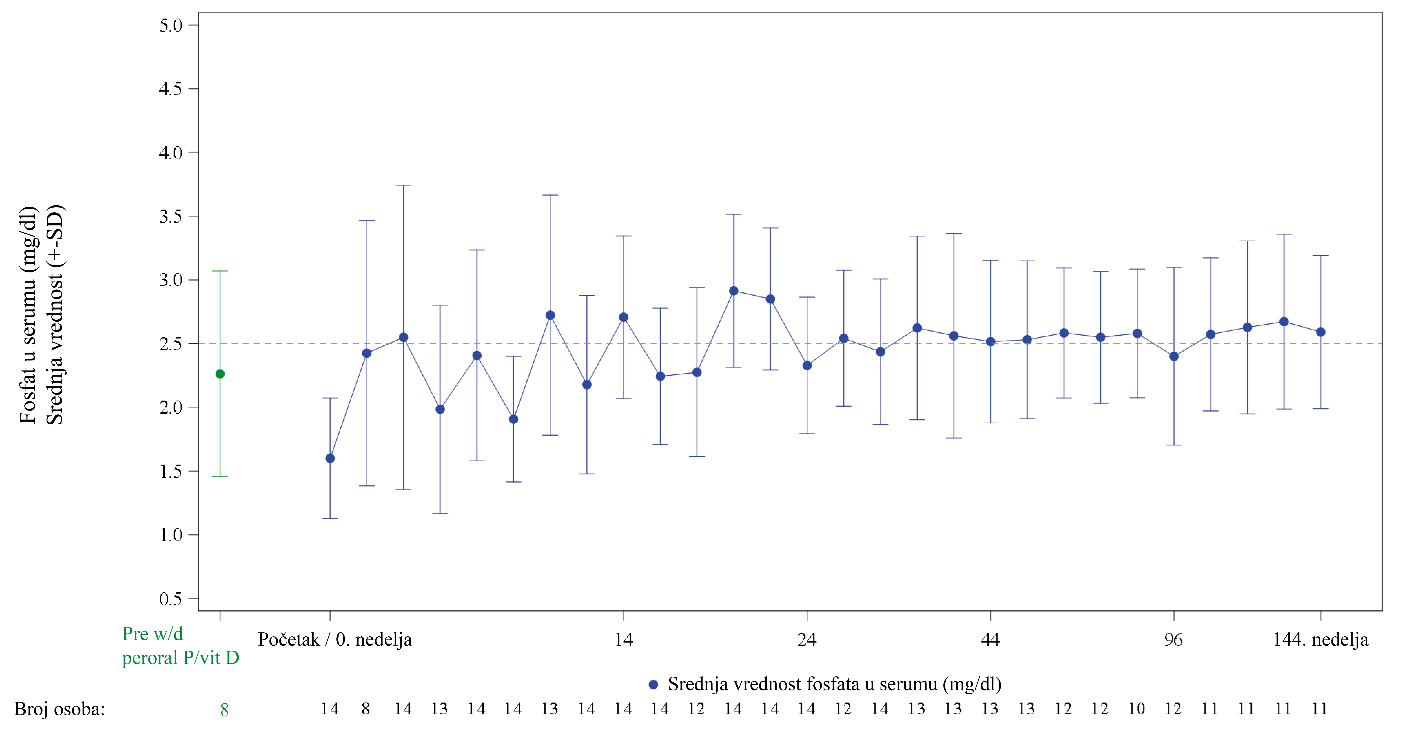 5.0
4.5
4.0
3.5
3.0
2.5
2.0
1.5
1.0
0.5
Fosfat u serumu (mg/dl)
Srednja vrednost (+-SD)
Pre w/d
peroral P/vit D
Početak / 0. nedelja 14 24 44 96 144. nedelja
Srednja vrednost fosfata u serumu (mg/dl)
Broj osoba: 8 14 8 14 13 14 14 13 14 14 14 12 14 14 14 12 14 13 13 13 13 12 12 10 12 11 11 11 11